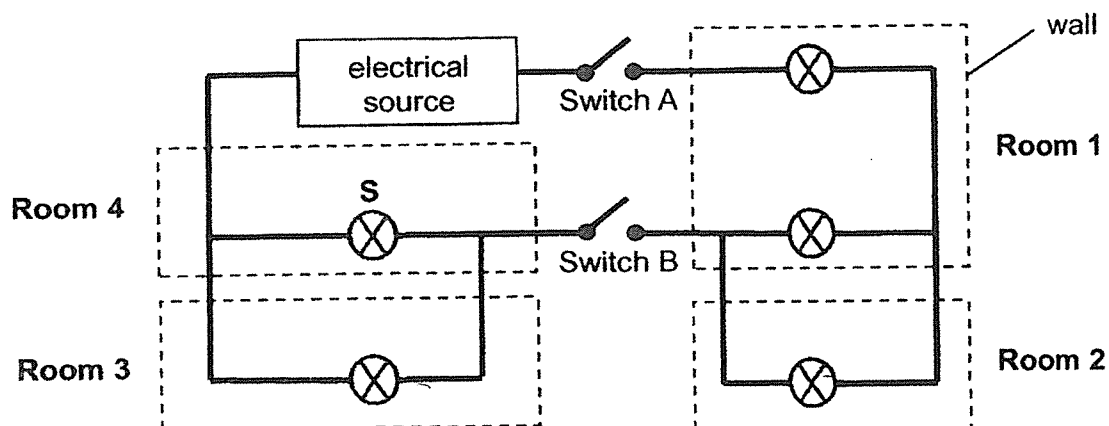 wall
electrical
source
Switch A
Room 1
Room 4
S
Switch B
Room 3
Room 2